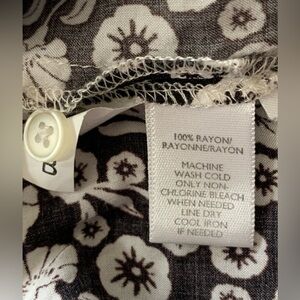 100% RAYON/
RAYONNE/RAYON
MACHINE
WASH COLD
ONLY NON-
CHLORINE BLEACH
WHEN NEEDED
LINE DRY
COOL IRON
IF NEEDED